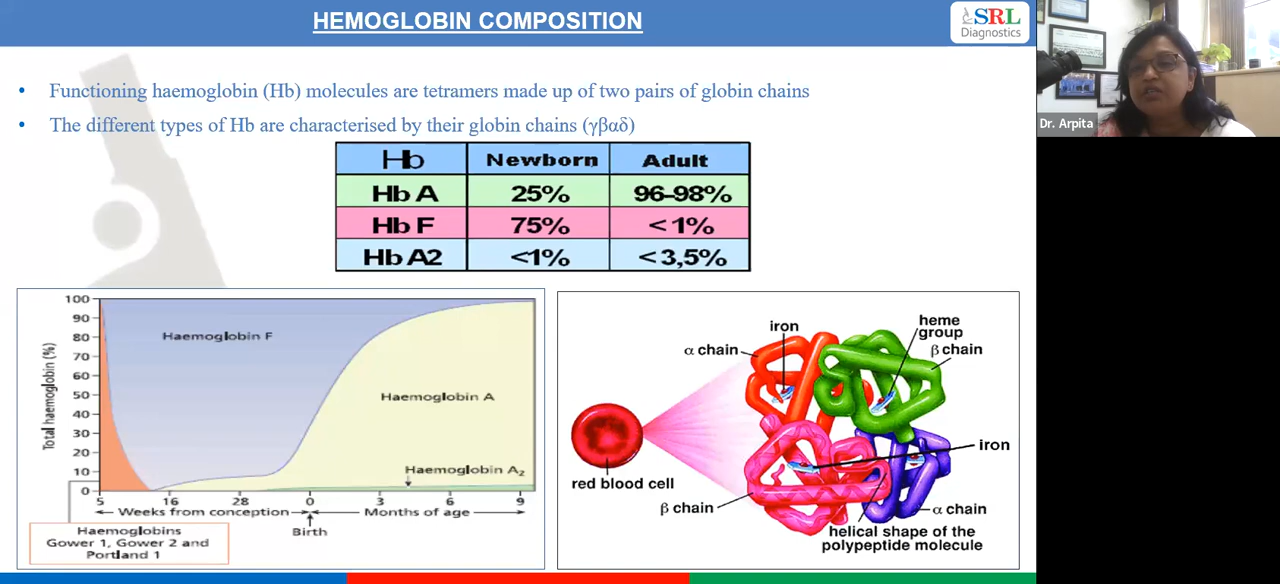 HEMOGLOBIN COMPOSITION
SRL
Diagnostics
Dr. Arpita
• Functioning haemoglobin (Hb) molecules are tetramers made up of two pairs of globin chains
• The different types of Hb are characterised by their globin chains (γβαδ)
Hb Newborn Adult
Hb A 25% 96-98%
Hb F 75% <1%
Hb A2 <1% <3,5%
Total haemoglobin (%)
100
90
80
70
60
50
40
30
20
10
0
Haemoglobin F
Haemoglobin A
Haemoglobin A2
5 16 28 0 3 6 9
Weeks from conception
Months of age
Birth
Haemoglobins
Gower 1, Gower 2 and
Portland 1
iron
heme
group
α chain
β chain
iron
red blood cell
β chain
α chain
helical shape of the
polypeptide molecule